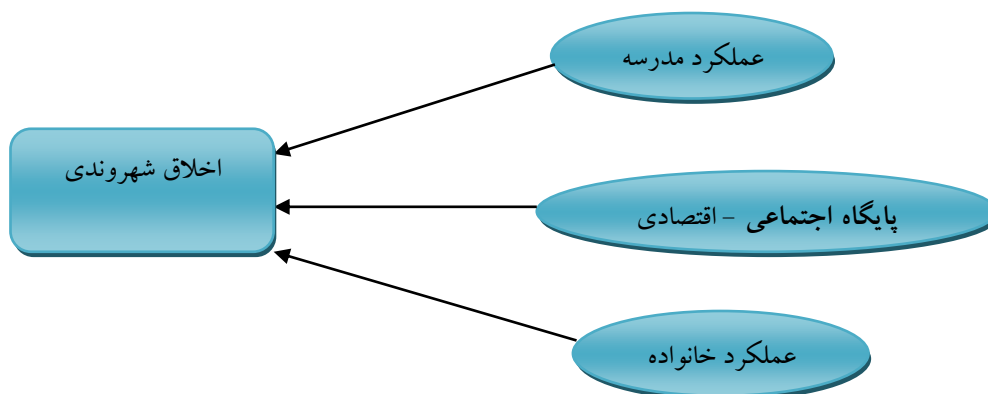 عملکرد مدرسه
اخلاق شهروندی
پایگاه اجتماعی – اقتصادی
عملکرد خانواده